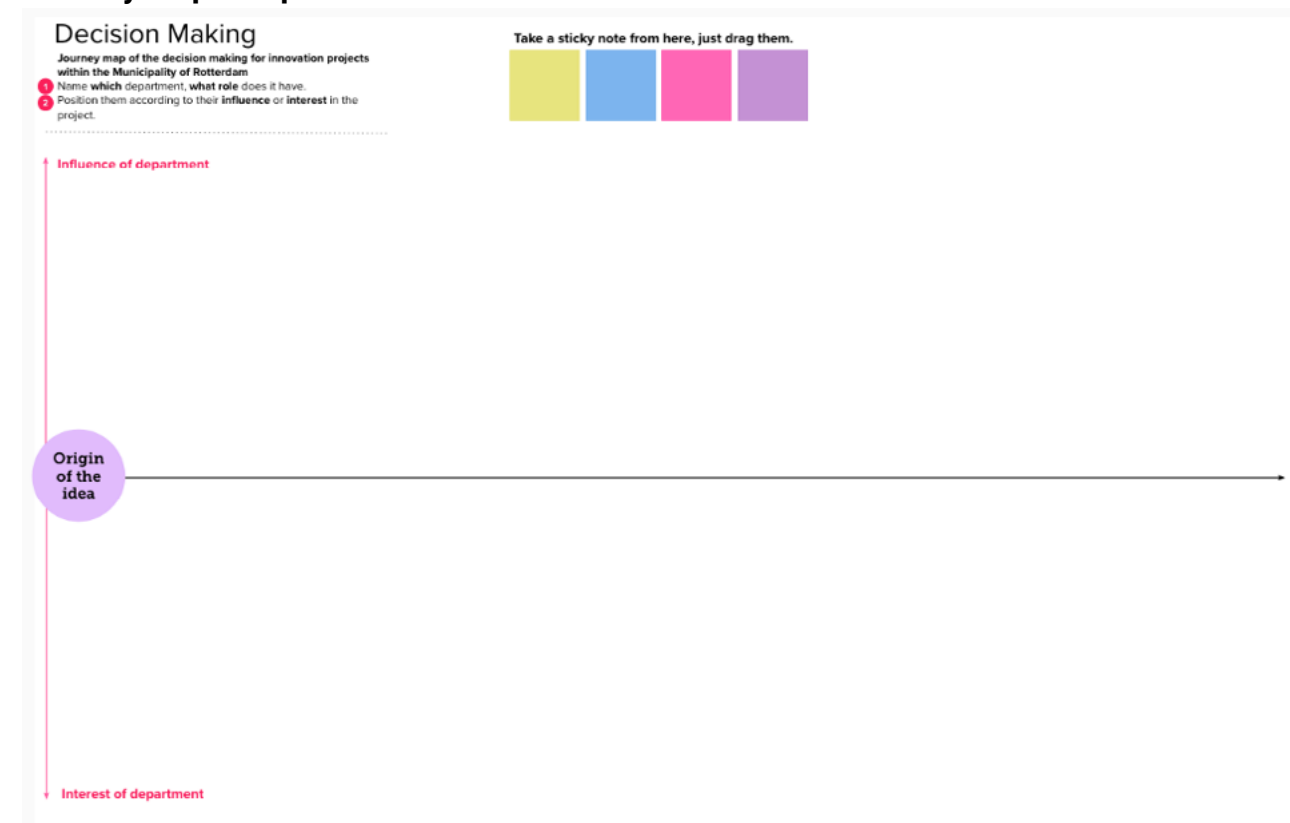 Decision Making
Journey map of the decision making for innovation projects
within the Municipality of Rotterdam
1 Name which department, what role does it have.
2 Position them according to their influence or interest in the
project.
Take a sticky note from here, just drag them.
Influence of department
Origin
of the
idea
Interest of department